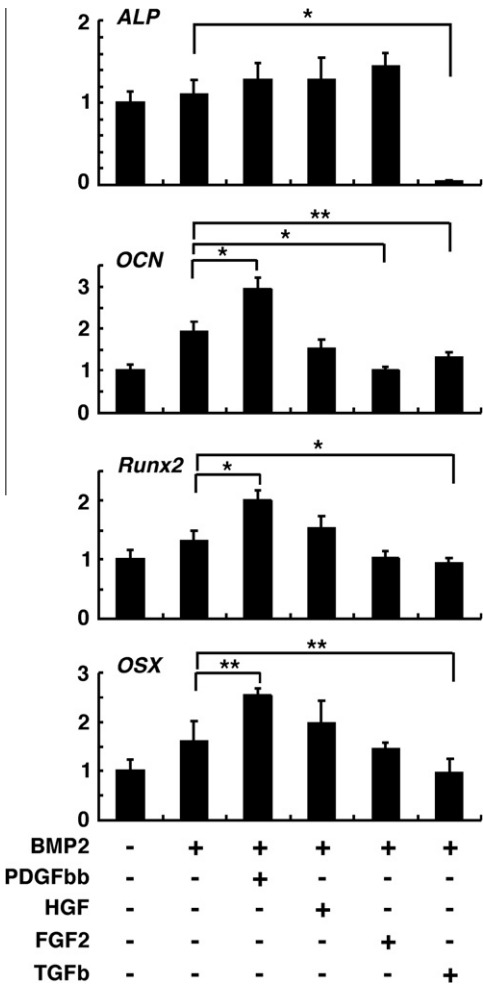 ALP
*
2
1
0
**
*
*
OCN
3
2
1
0
*
*
Runx2
2
1
0
**
**
OSX
3
2
1
0
BMP2 - + + + + +
PDGFbb - - + - - -
HGF - - - + - -
FGF2 - - - - + -
TGFb - - - - - +